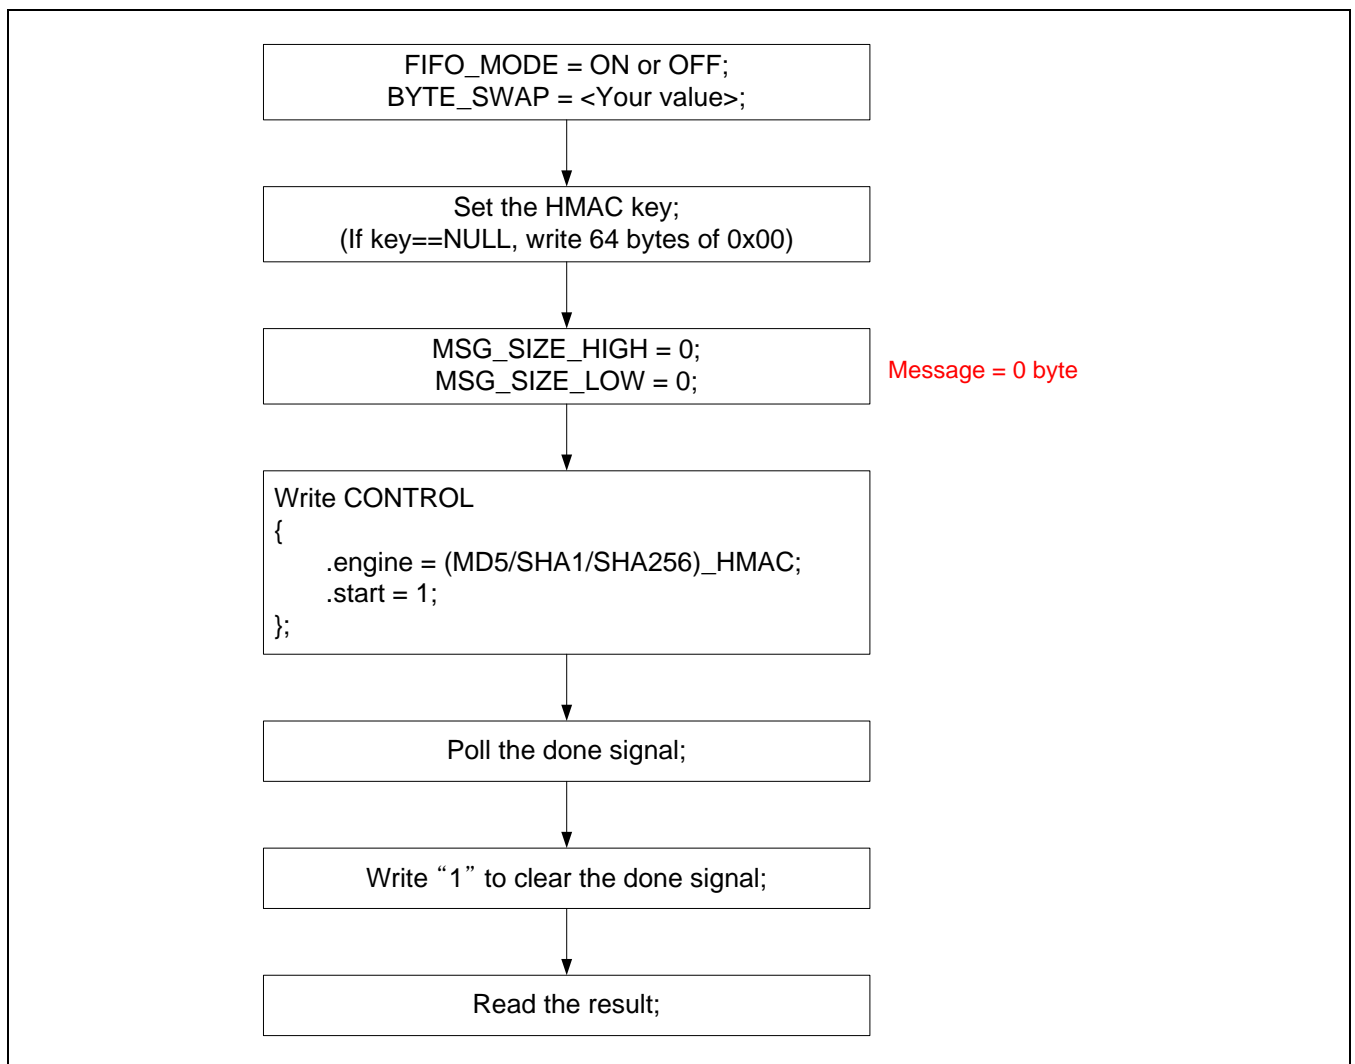 FIFO_MODE = ON or OFF;
BYTE_SWAP = <Your value>;
Set the HMAC key;
(If key==NULL, write 64 bytes of 0x00)
MSG_SIZE_HIGH = 0;
MSG_SIZE_LOW = 0;
Message = 0 byte
Write CONTROL
{
.engine = (MD5/SHA1/SHA256)_HMAC;
.start = 1;
};
Poll the done signal;
Write “1” to clear the done signal;
Read the result;